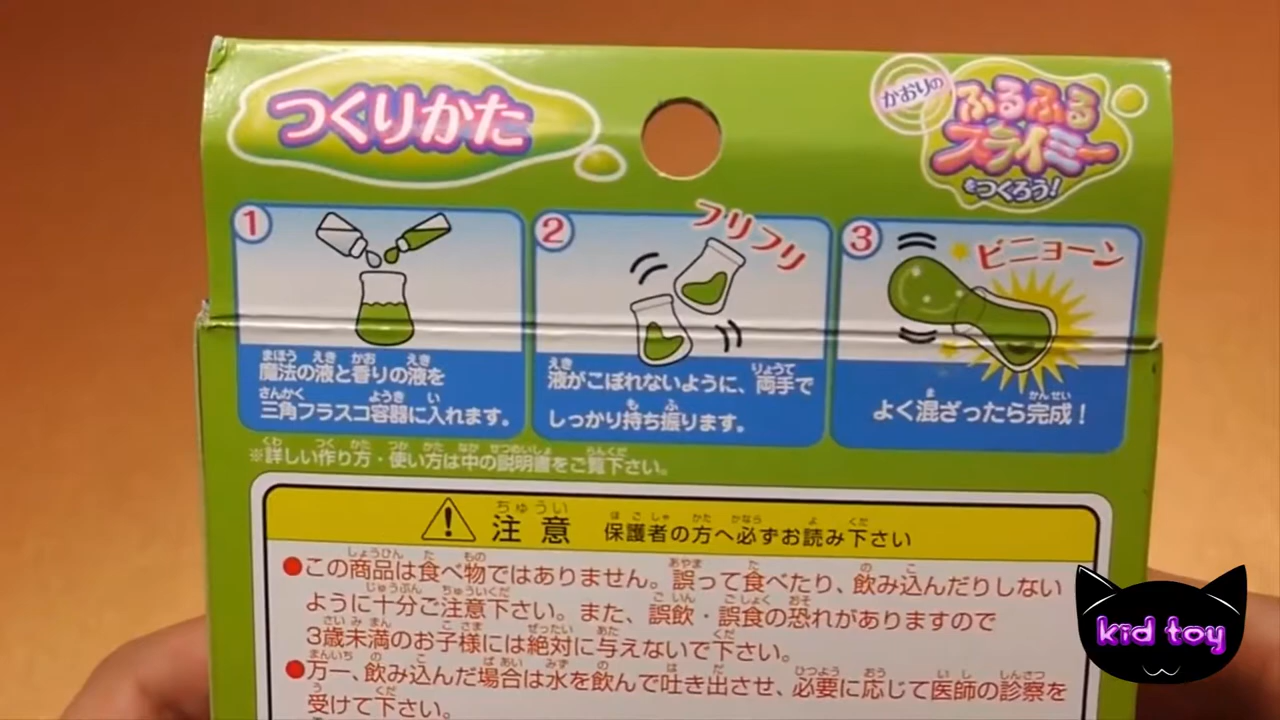 つくりかた
かおりの
ふるふる
スライミー
をつくろう!
1
魔法の液と香りの液を
三角フラスコ容器に入れます。
2
フリフリ
液がこぼれないように、両手で
しっかり持ち振ります。
3
ビニョーン
よく混ざったら完成!
※詳しい作り方・使い方は中の説明書をご覧下さい。
注意 保護者の方へ必ずお読み下さい
●この商品は食べ物ではありません。誤って食べたり、飲み込んだりしない
ように十分ご注意下さい。また、誤飲・誤食の恐れがありますので
3歳未満のお子様には絶対に与えないで下さい。
●万一、飲み込んだ場合は水を飲んで吐き出させ、必要に応じて医師の診察を
受けて下さい。
kid toy